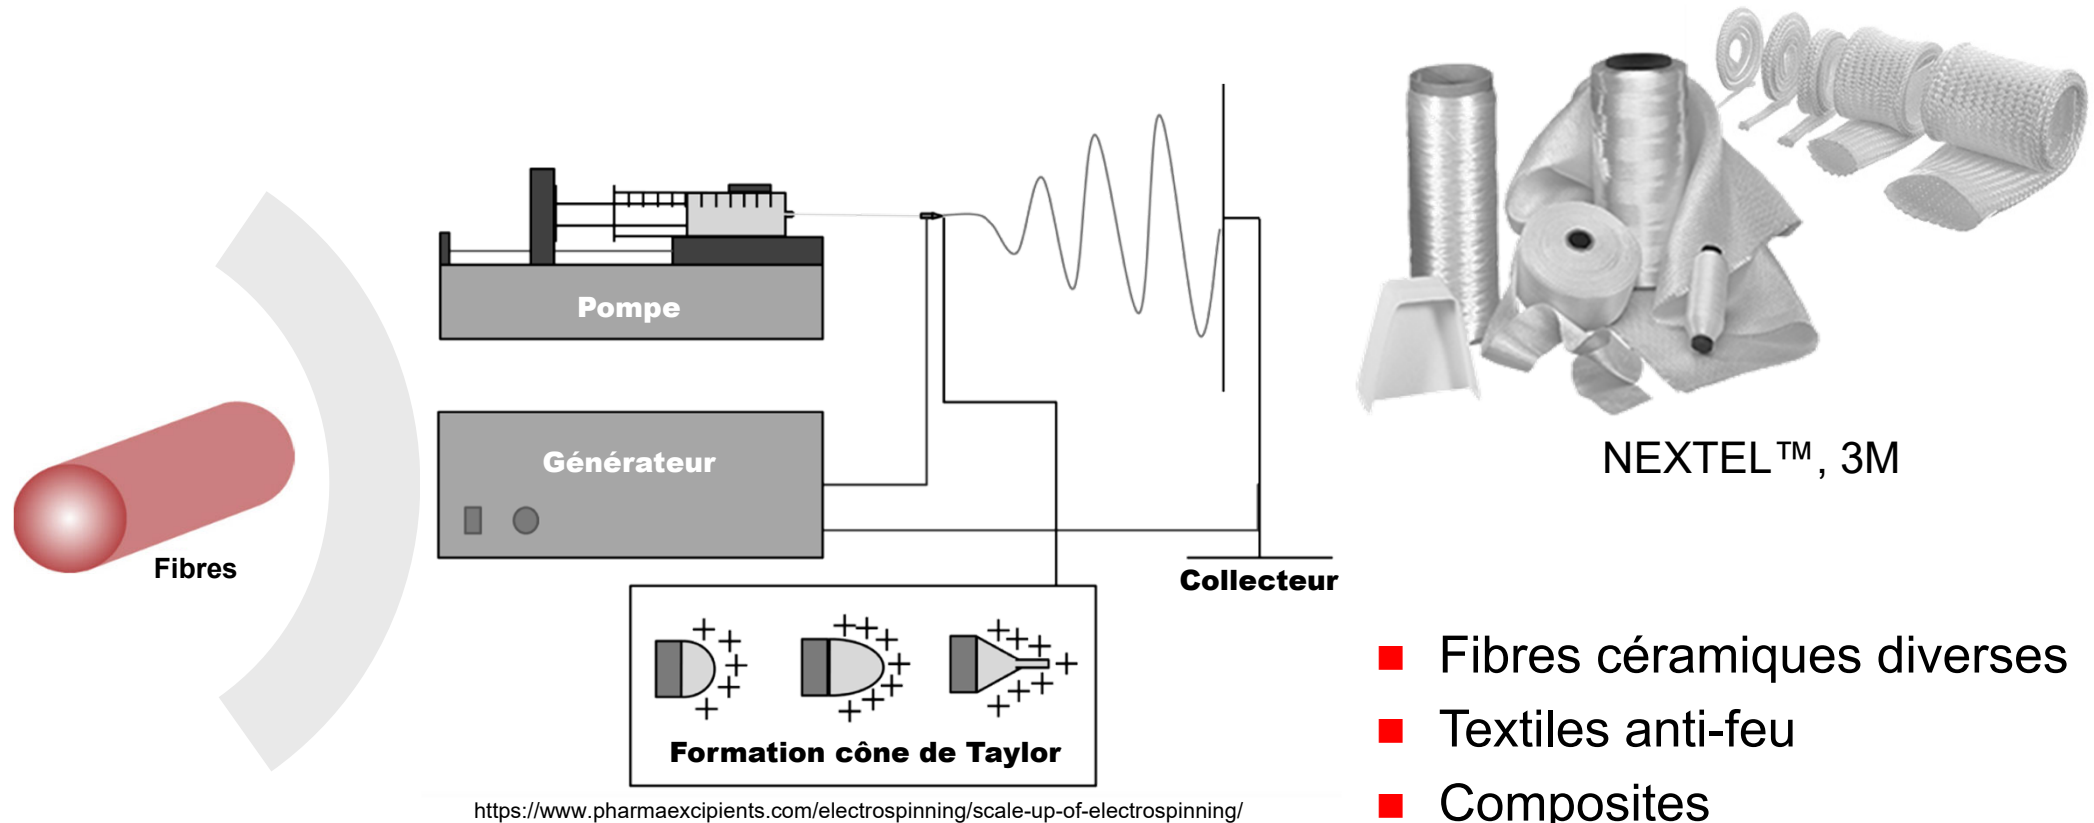 Pompe
Générateur
Fibres
Collecteur
Formation cône de Taylor
https://www.pharmaexcipients.com/electrospinning/scale-up-of-electrospinning/
NEXTEL™, 3M
Fibres céramiques diverses
Textiles anti-feu
Composites